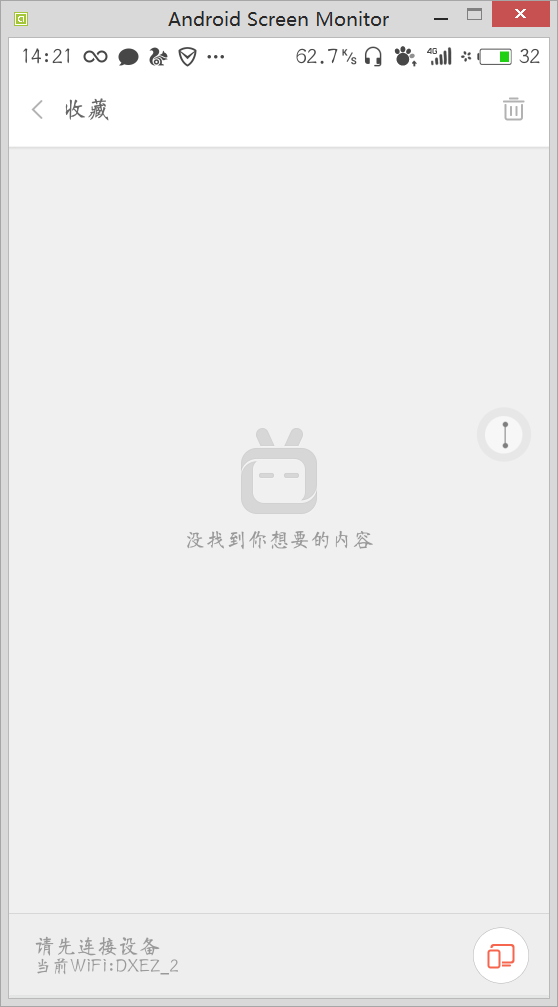 Android Screen Monitor
14:21 62.7 K/s 4G 32
收藏
没找到你想要的内容
请先连接设备
当前WiFi:DXEZ_2